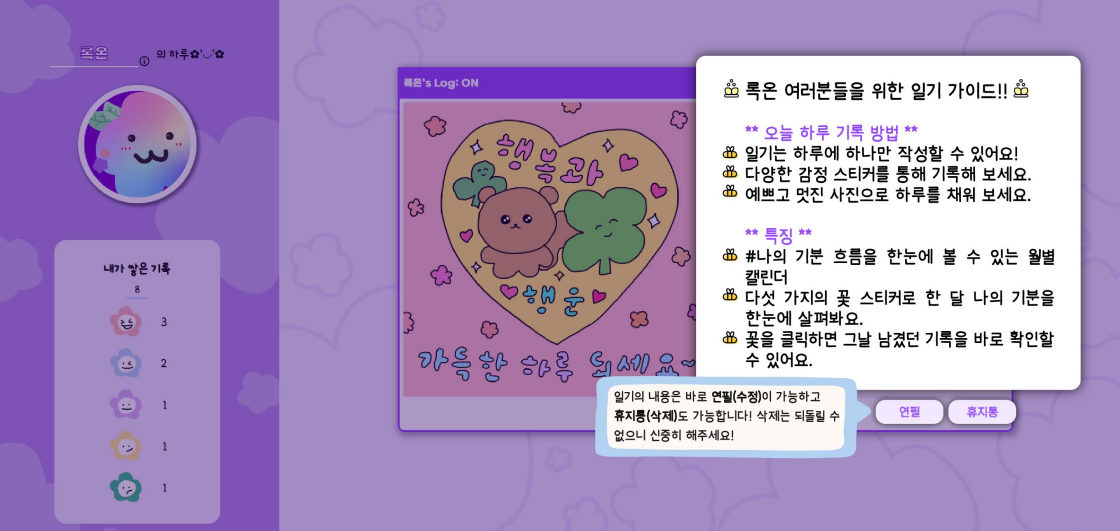 록온 의 하루✿'◡'✿
내가 쌓은 기록
8
3
2
1
1
1
록온's Log: ON
행복과
행운
가득한 하루 되세요~
록온 여러분들을 위한 일기 가이드!!
** 오늘 하루 기록 방법 **
일기는 하루에 하나만 작성할 수 있어요!
다양한 감정 스티커를 통해 기록해 보세요.
예쁘고 멋진 사진으로 하루를 채워 보세요.
** 특징 **
#나의 기분 흐름을 한눈에 볼 수 있는 월별
캘린더
다섯 가지의 꽃 스티커로 한 달 나의 기분을
한눈에 살펴봐요.
꽃을 클릭하면 그날 남겼던 기록을 바로 확인할
수 있어요.
일기의 내용은 바로 연필(수정)이 가능하고
휴지통(삭제)도 가능합니다! 삭제는 되돌릴 수
없으니 신중히 해주세요!
연필
휴지통